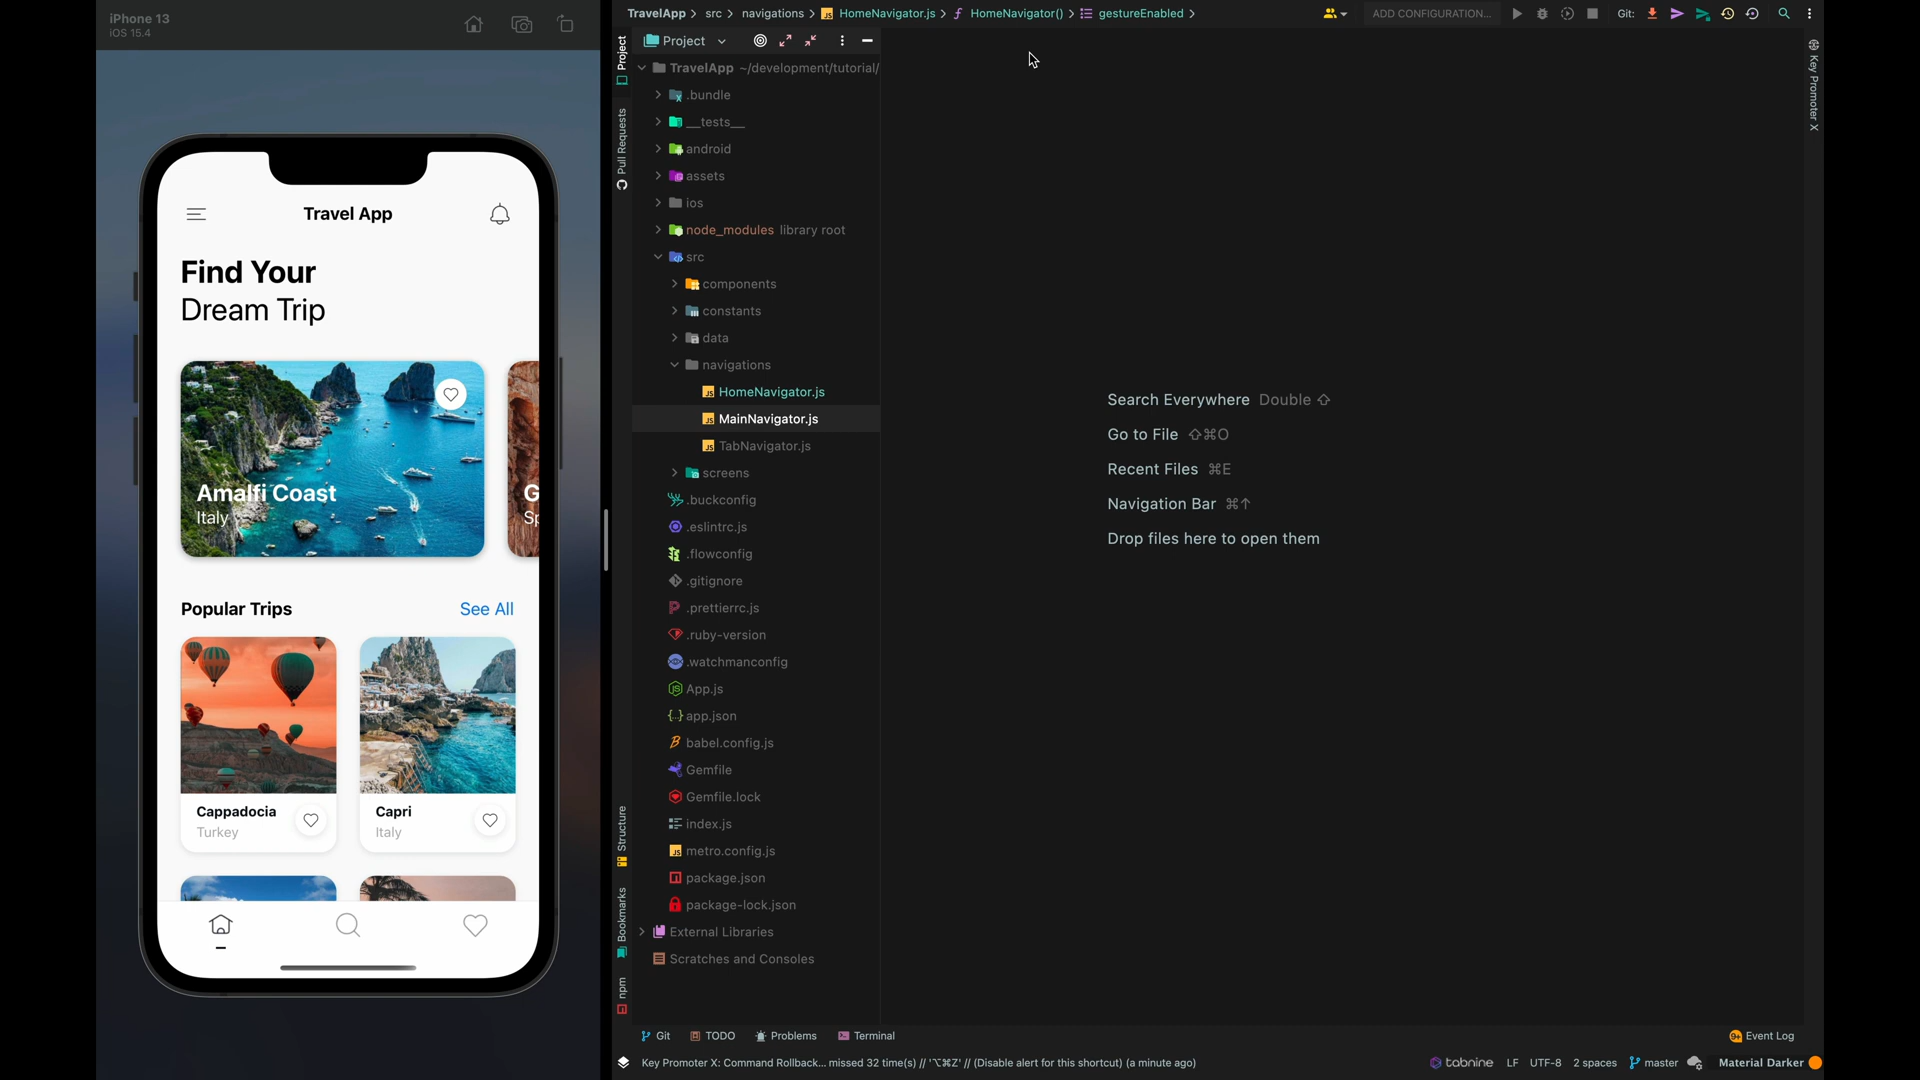 iPhone 13
iOS 15.4
Travel App
Find Your
Dream Trip
Amalfi Coast
Italy
G
Sp
Popular Trips
See All
Cappadocia
Turkey
Capri
Italy
TravelApp
src
navigations
HomeNavigator.js
HomeNavigator()
gestureEnabled
ADD CONFIGURATION...
Git:
Project
Pull Requests
Structure
Bookmarks
npm
Project
TravelApp ~/development/tutorial/
.bundle
__tests__
android
assets
ios
node_modules library root
src
components
constants
data
navigations
HomeNavigator.js
MainNavigator.js
TabNavigator.js
screens
.buckconfig
.eslintrc.js
.flowconfig
.gitignore
.prettierrc.js
.ruby-version
.watchmanconfig
App.js
app.json
babel.config.js
Gemfile
Gemfile.lock
index.js
metro.config.js
package.json
package-lock.json
External Libraries
Scratches and Consoles
Search Everywhere Double ⇧
Go to File ⇧⌘O
Recent Files ⌘E
Navigation Bar ⌘↑
Drop files here to open them
Key Promoter X
Git
TODO
Problems
Terminal
9+ Event Log
Key Promoter X: Command Rollback... missed 32 time(s) // '⌥⌘Z' // (Disable alert for this shortcut) (a minute ago)
tabnine
LF
UTF-8
2 spaces
master
Material Darker